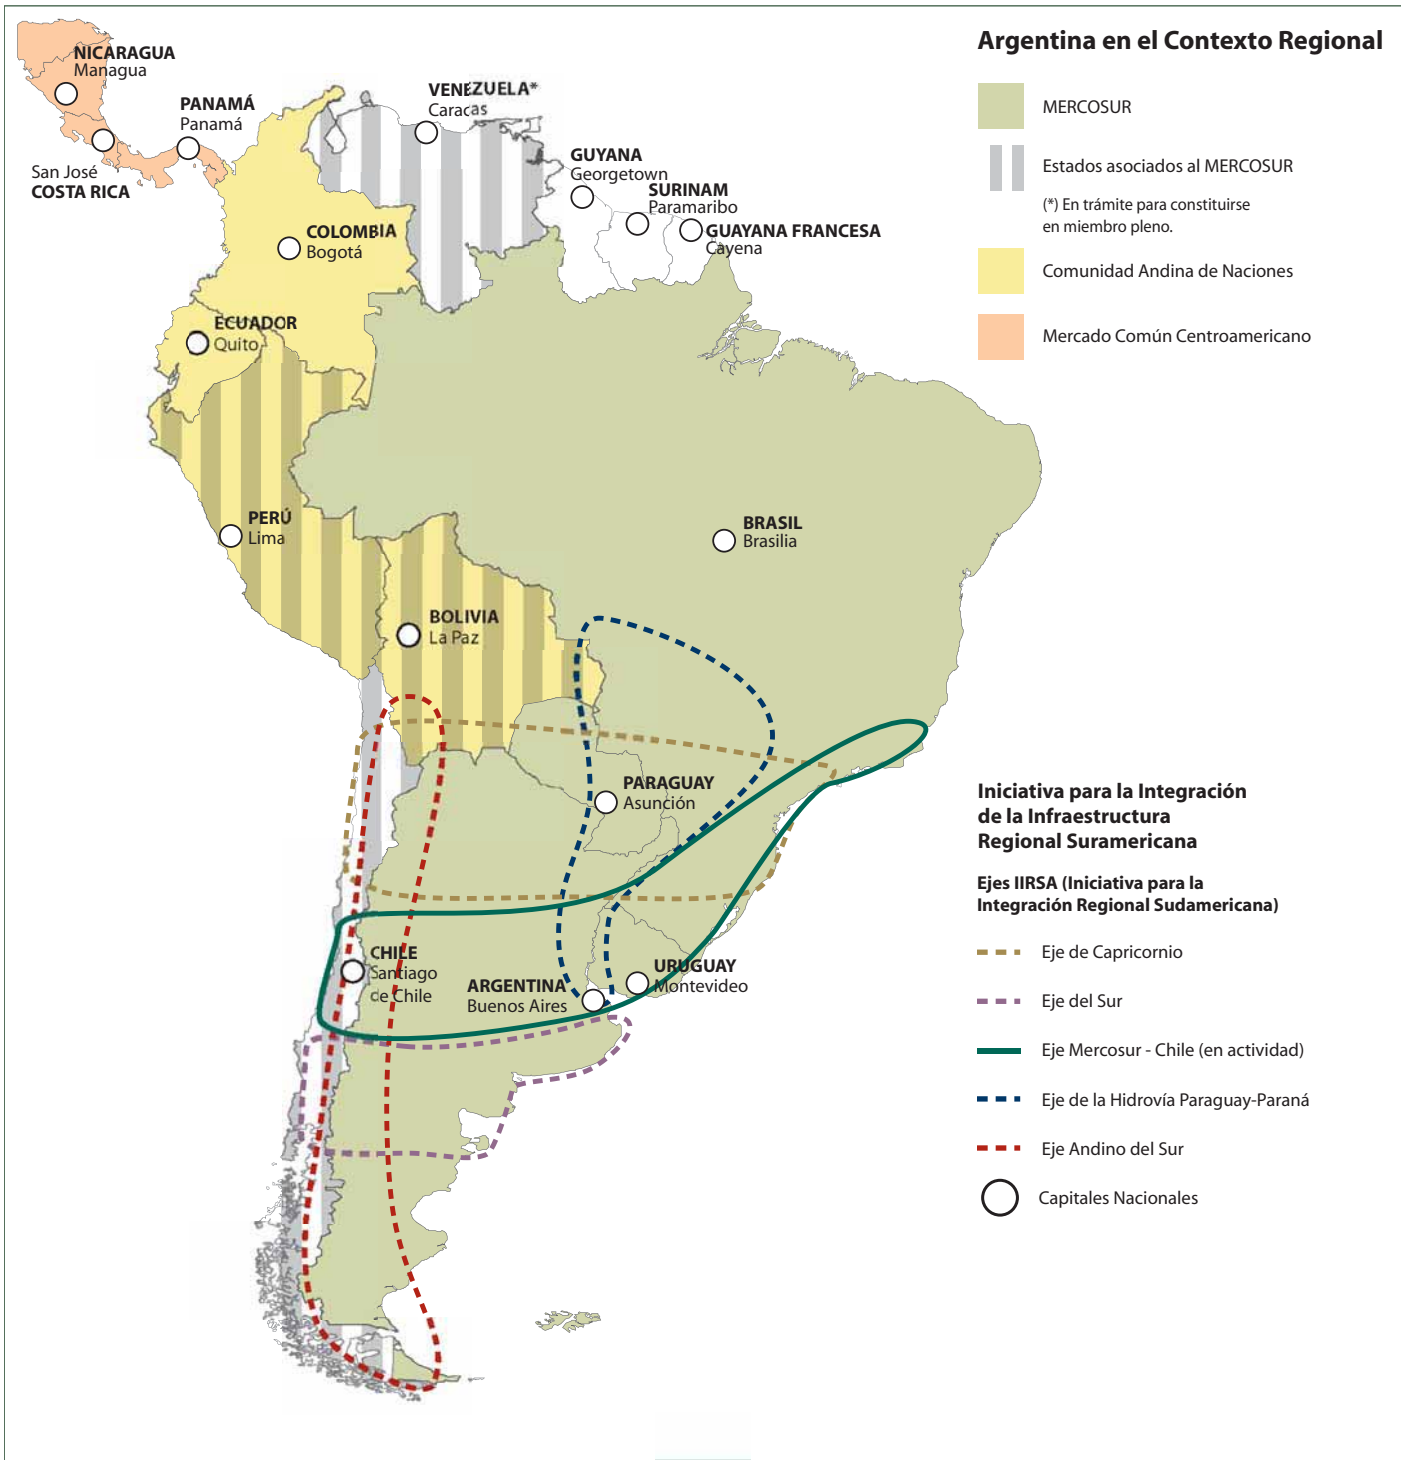 Argentina en el Contexto Regional
MERCOSUR
Estados asociados al MERCOSUR
(*) En trámite para constituirse
en miembro pleno.
Comunidad Andina de Naciones
Mercado Común Centroamericano
NICARAGUA
Managua
PANAMÁ
Panamá
San José
COSTA RICA
VENEZUELA*
Caracas
GUYANA
Georgetown
SURINAM
Paramaribo
GUAYANA FRANCESA
Cayena
COLOMBIA
Bogotá
ECUADOR
Quito
PERÚ
Lima
BRASIL
Brasilia
BOLIVIA
La Paz
PARAGUAY
Asunción
CHILE
Santiago
de Chile
ARGENTINA
Buenos Aires
URUGUAY
Montevideo
Iniciativa para la Integración
de la Infraestructura
Regional Suramericana
Ejes IIRSA (Iniciativa para la
Integración Regional Sudamericana)
Eje de Capricornio
Eje del Sur
Eje Mercosur - Chile (en actividad)
Eje de la Hidrovía Paraguay-Paraná
Eje Andino del Sur
Capitales Nacionales